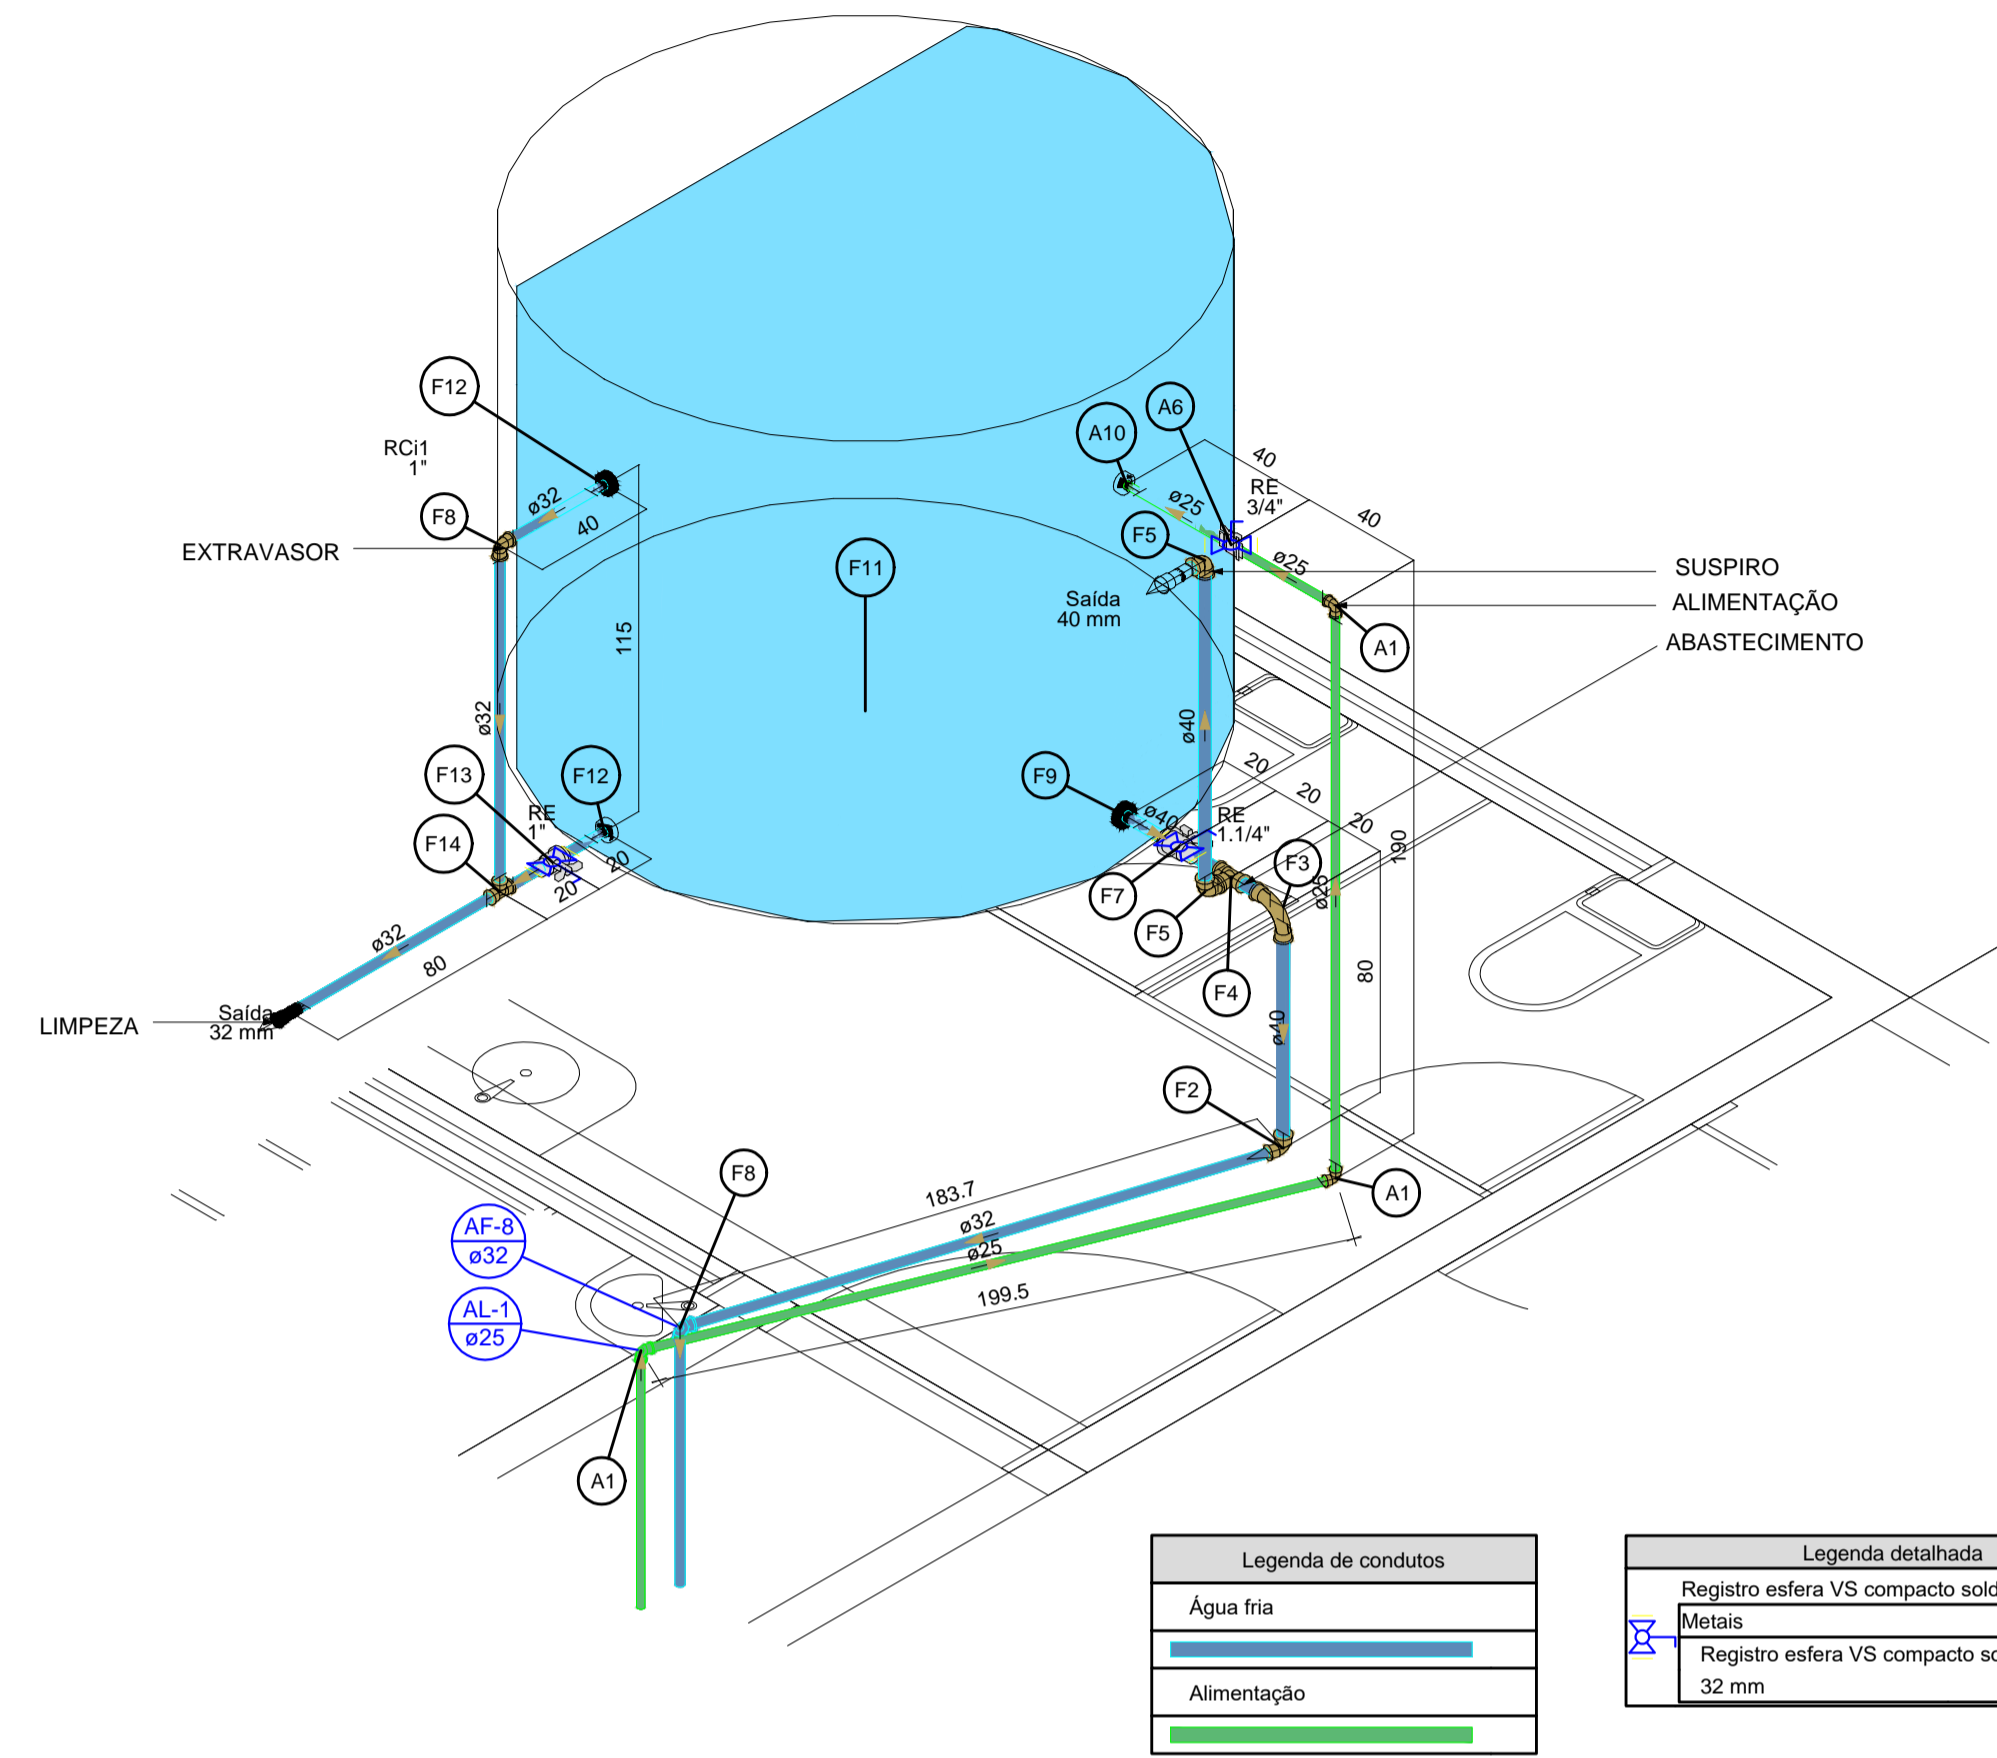 F12
RCi1
1"
ø32
40
F8
EXTRAVASOR
115
F11
A6
A10
40
RE
3/4"
ø25
40
F5
ø25
Saída
40 mm
SUSPIRO
ALIMENTAÇÃO
ABASTECIMENTO
A1
ø32
F13
F12
RE
1"
F14
20
20
ø32
80
LIMPEZA
Saída
32 mm
ø40
F9
ø40
20
20
20
RE
1.1/4"
190
F3
F7
F5
F4
ø25
80
ø40
F2
A1
F8
183.7
ø32
ø25
199.5
AF-8
ø32
AL-1
ø25
A1
Legenda de condutos
Água fria
Alimentação
Legenda detalhada
Registro esfera VS compacto sold
Metais
Registro esfera VS compacto so
32 mm